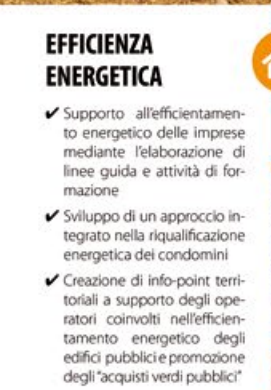 EFFICIENZA
ENERGETICA
✔ Supporto all'efficientamen-
to energetico delle imprese
mediante l'elaborazione di
linee guida e attività di for-
mazione
✔ Sviluppo di un approccio in-
tegrato nella riqualificazione
energetica dei condomini
✔ Creazione di info-point terri-
toriali a supporto degli ope-
ratori coinvolti nell'efficien-
tamento energetico degli
edifici pubblici e promozione
degli "acquisti verdi pubblici"